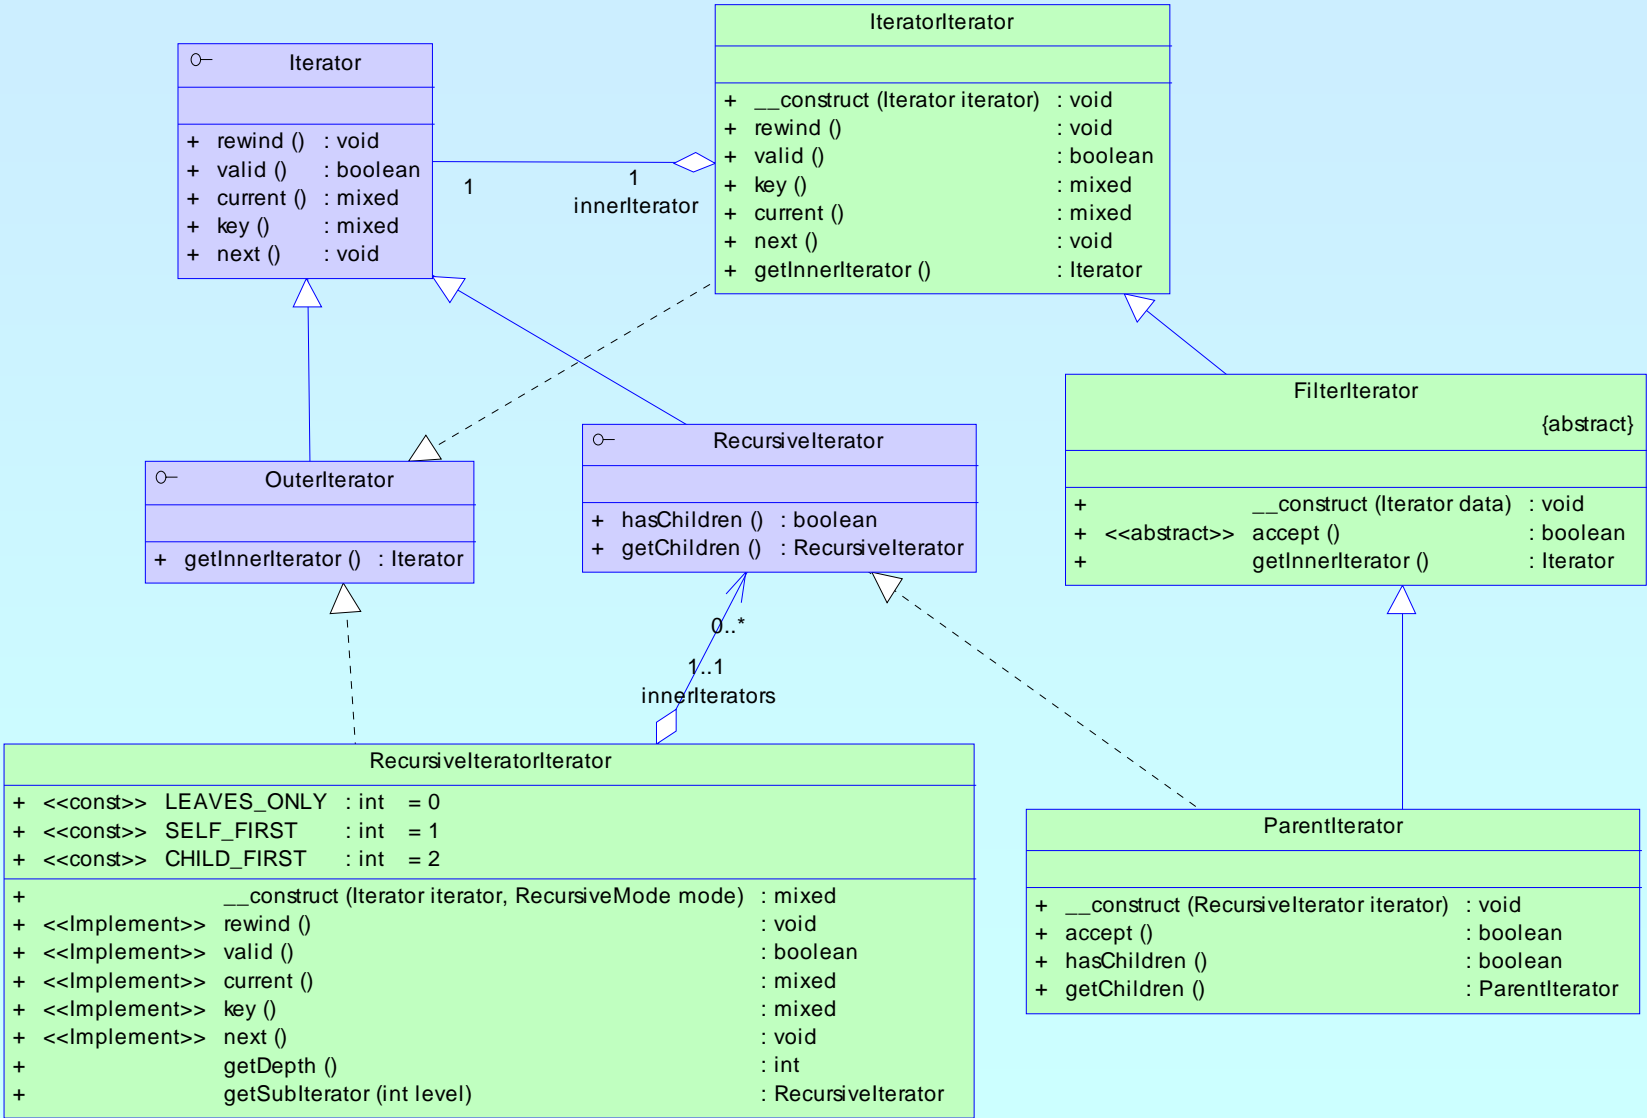 Iterator
+ rewind () : void
+ valid () : boolean
+ current () : mixed
+ key () : mixed
+ next () : void
1
1
innerIterator
IteratorIterator
+ __construct (Iterator iterator) : void
+ rewind () : void
+ valid () : boolean
+ key () : mixed
+ current () : mixed
+ next () : void
+ getInnerIterator () : Iterator
OuterIterator
+ getInnerIterator () : Iterator
RecursiveIterator
+ hasChildren () : boolean
+ getChildren () : RecursiveIterator
FilterIterator
{abstract}
+ __construct (Iterator data) : void
+ <<abstract>> accept () : boolean
+ getInnerIterator () : Iterator
0..*
1..1
innerIterators
RecursiveIteratorIterator
+ <<const>> LEAVES_ONLY : int = 0
+ <<const>> SELF_FIRST : int = 1
+ <<const>> CHILD_FIRST : int = 2
+ __construct (Iterator iterator, RecursiveMode mode) : mixed
+ <<Implement>> rewind () : void
+ <<Implement>> valid () : boolean
+ <<Implement>> current () : mixed
+ <<Implement>> key () : mixed
+ <<Implement>> next () : void
+ getDepth () : int
+ getSubIterator (int level) : RecursiveIterator
ParentIterator
+ __construct (RecursiveIterator iterator) : void
+ accept () : boolean
+ hasChildren () : boolean
+ getChildren () : ParentIterator